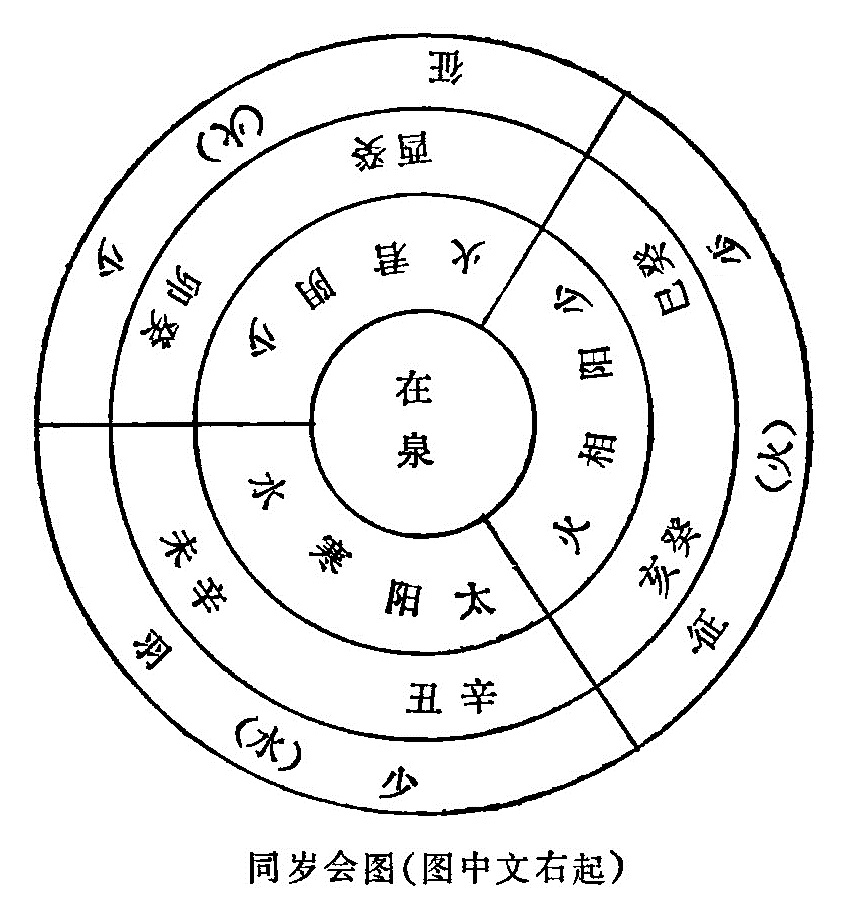 在
泉
少阳相火
癸巳
癸亥
少征(火)
太阳寒水
辛丑
辛未
少羽(水)
少阴君火
癸卯
癸酉
少征(火)
同岁会图(图中文右起)